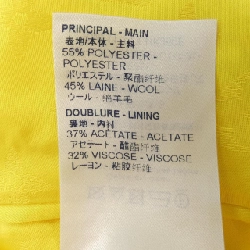 PRINCIPAL - MAIN
表地/本体 - 主料
55% POLYESTER -
POLYESTER
ポリエステル - 聚酯纤维
45% LAINE - WOOL
ウール - 绵羊毛
DOUBLURE - LINING
裏地 - 内衬
37% ACETATE - ACETATE
アセテート - 醋酯纤维
32% VISCOSE - VISCOSE
レーヨン - 粘胶纤维